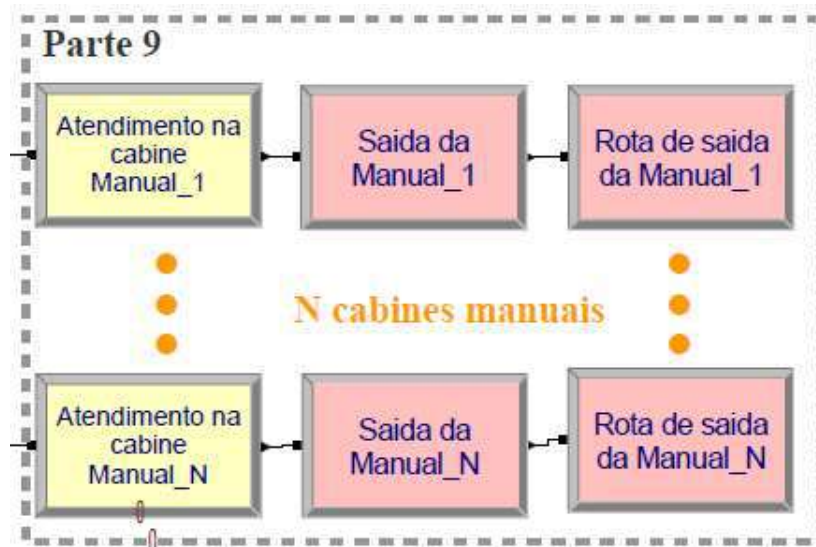 Parte 9
Atendimento na
cabine
Manual_1
Saida da
Manual_1
Rota de saida
da Manual_1
N cabines manuais
Atendimento na
cabine
Manual_N
Saida da
Manual_N
Rota de saida
da Manual_N